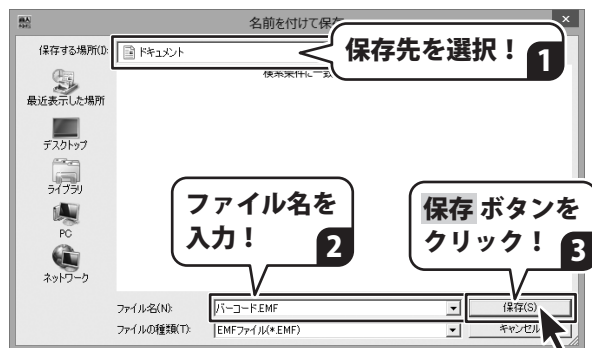 名前を付けて保存
保存する場所(I):
ドキュメント
保存先を選択！
1
検索条件に一致
最近表示した場所
デスクトップ
ライブラリ
PC
ネットワーク
ファイル名を
入力！
2
保存 ボタンを
クリック！
3
ファイル名(N):
バーコード.EMF
保存(S)
ファイルの種類(T):
EMFファイル(*.EMF)
キャンセル